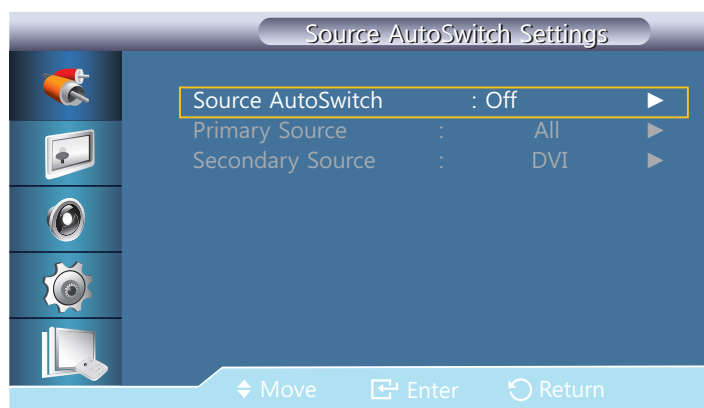 Source AutoSwitch Settings
Source AutoSwitch : Off
Primary Source : All
Secondary Source : DVI
Move Enter Return